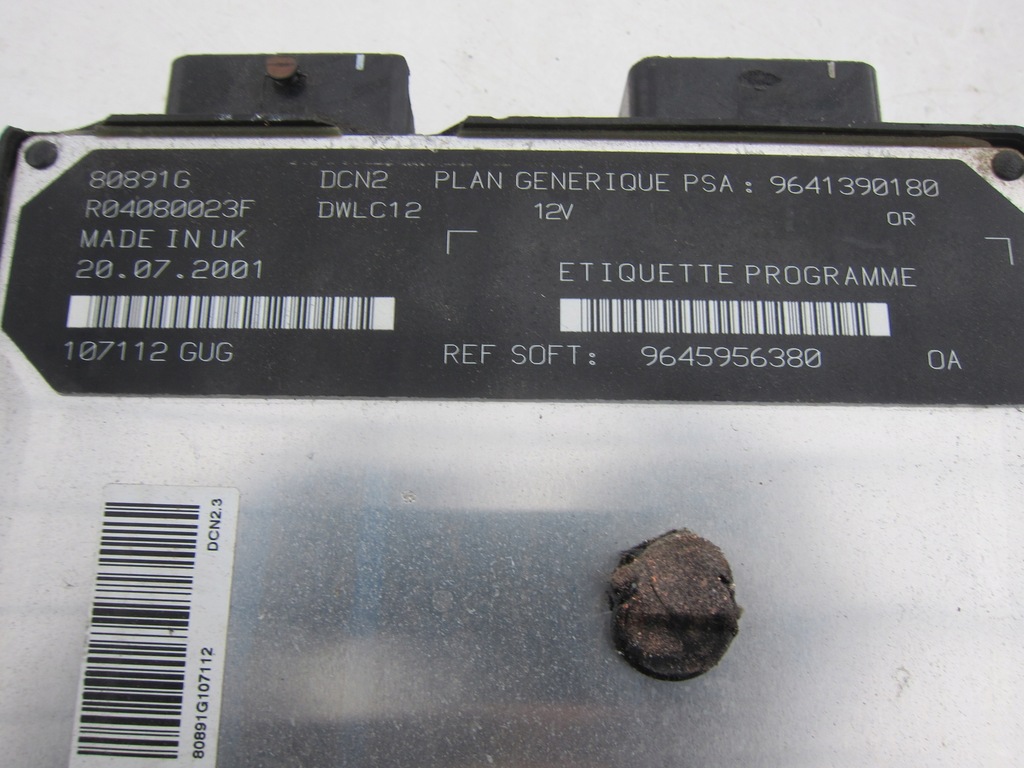 80891G DCN2 PLAN GENERIQUE PSA : 9641390180
R04080023F DWLC12 12V OR
MADE IN UK
20.07.2001 ETIQUETTE PROGRAMME
107112 GUG REF SOFT : 9645956380 0A
DCN2.3
80891G107112